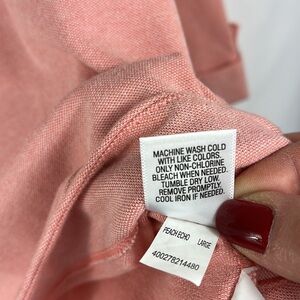 MACHINE WASH COLD
WITH LIKE COLORS.
ONLY NON-CHLORINE
BLEACH WHEN NEEDED.
TUMBLE DRY LOW.
REMOVE PROMPTLY.
COOL IRON IF NEEDED.
PEACH ECHO LARGE
400278214480